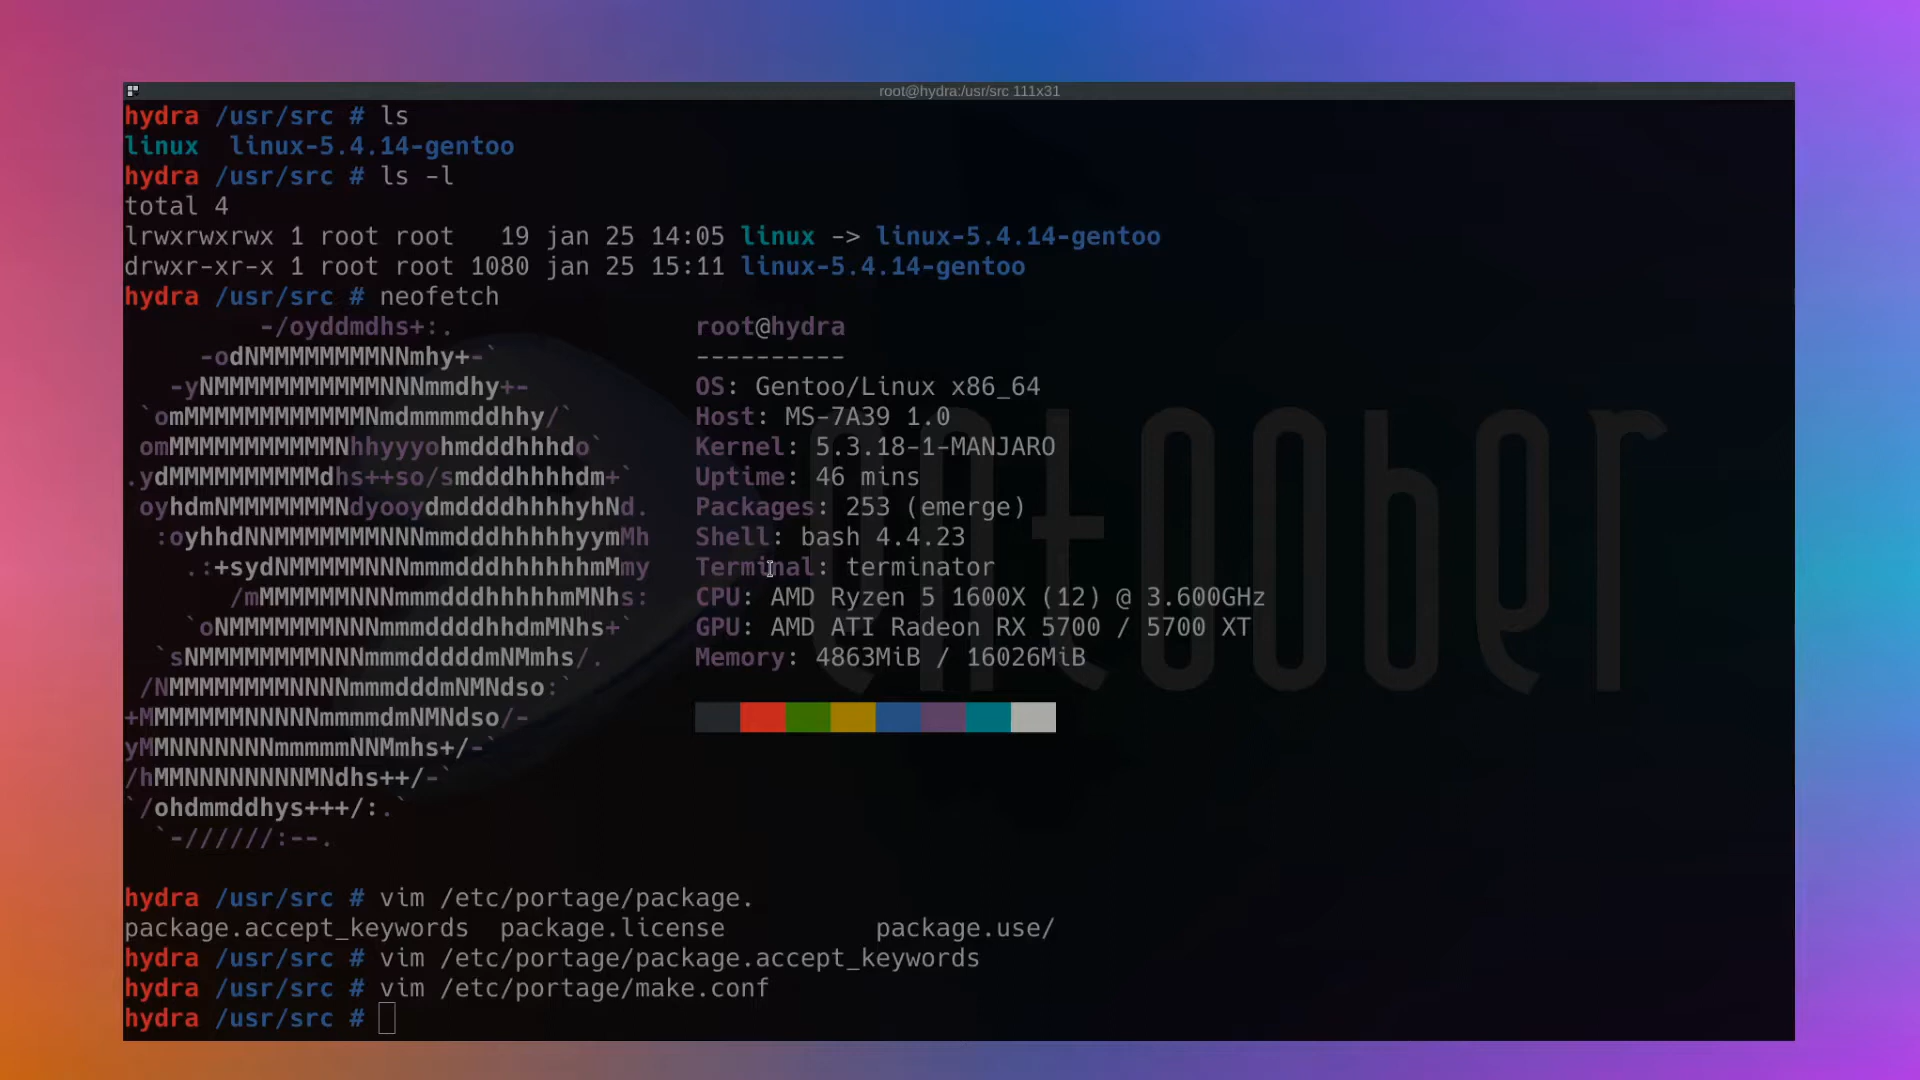 root@hydra:/usr/src 111x31
hydra /usr/src # ls
linux  linux-5.4.14-gentoo
hydra /usr/src # ls -l
total 4
lrwxrwxrwx 1 root root   19 jan 25 14:05 linux -> linux-5.4.14-gentoo
drwxr-xr-x 1 root root 1080 jan 25 15:11 linux-5.4.14-gentoo
hydra /usr/src # neofetch
         -/oyddmdhs+:.                root@hydra
     -odNMMMMMMMMNNmhy+-`             ----------
   -yNMMMMMMMMMMMNNNmmdhy+-           OS: Gentoo/Linux x86_64
 `omMMMMMMMMMMMMNmdmmmmddhhy/`        Host: MS-7A39 1.0
 omMMMMMMMMMMMNhhyyyohmdddhhhdo`      Kernel: 5.3.18-1-MANJARO
.ydMMMMMMMMMMdhs++so/smdddhhhhdm+`    Uptime: 46 mins
 oyhdmNMMMMMMMNdyooydmddddhhhhyhNd.   Packages: 253 (emerge)
  :oyhhdNNMMMMMMMNNNmmdddhhhhhyymMh   Shell: bash 4.4.23
    .:+sydNMMMMMNNNmmmdddhhhhhhmMmy   Terminal: terminator
       /mMMMMMMNNNmmmdddhhhhhmMNhs:   CPU: AMD Ryzen 5 1600X (12) @ 3.600GHz
    `oNMMMMMMMNNNmmmddddhhdmMNhs+`    GPU: AMD ATI Radeon RX 5700 / 5700 XT
  `sNMMMMMMMMNNNmmmdddddmNMmhs/.      Memory: 4863MiB / 16026MiB
 /NMMMMMMMMNNNNmmmdddmNMNdso:`
+MMMMMMMNNNNNmmmmdmNMNdso/-
yMMNNNNNNNmmmmmNNMmhs+/-`
/hMMNNNNNNNNMNdhs++/-`
`/ohdmmddhys+++/:.`
  `-//////:--.
hydra /usr/src # vim /etc/portage/package.
package.accept_keywords  package.license          package.use/
hydra /usr/src # vim /etc/portage/package.accept_keywords
hydra /usr/src # vim /etc/portage/make.conf
hydra /usr/src #